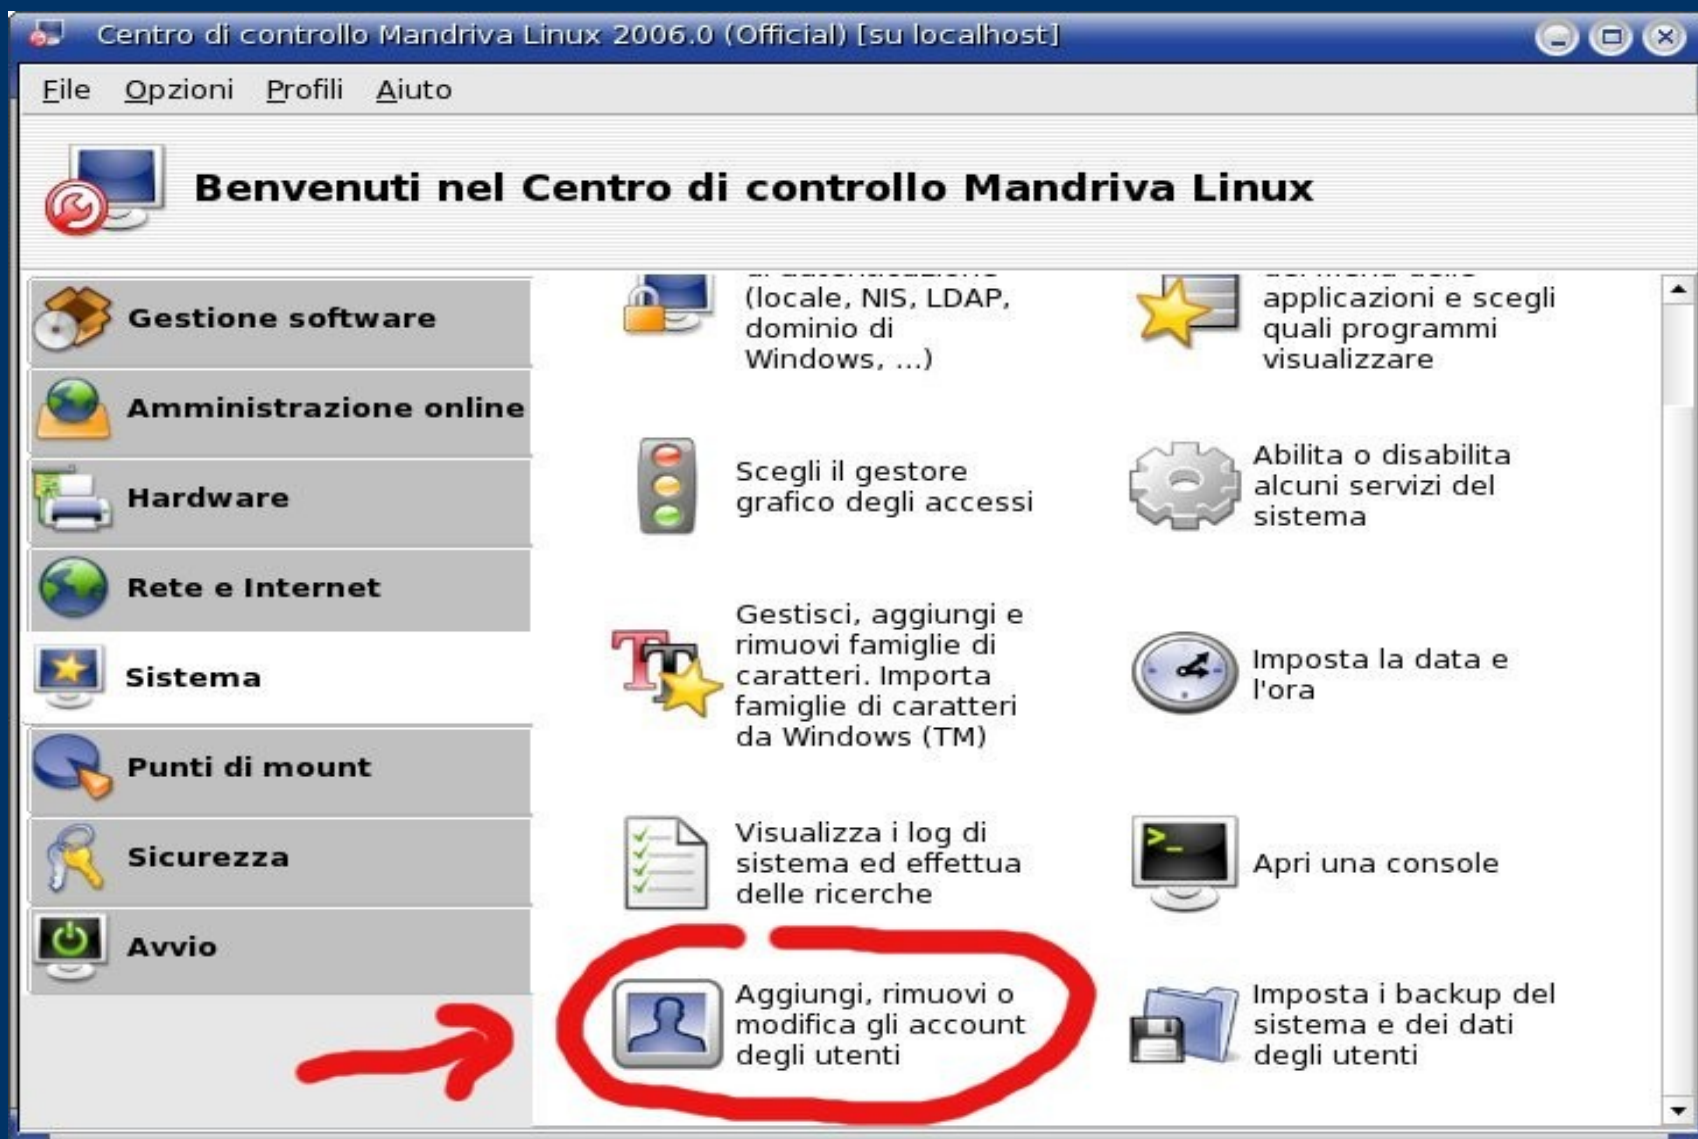 Centro di controllo Mandriva Linux 2006.0 (Official) [su localhost]
File Opzioni Profili Aiuto
Benvenuti nel Centro di controllo Mandriva Linux
Gestione software
Amministrazione online
Hardware
Rete e Internet
Sistema
Punti di mount
Sicurezza
Avvio
di autenticazione
(locale, NIS, LDAP,
dominio di
Windows, ...)
dei menu delle
applicazioni e scegli
quali programmi
visualizzare
Scegli il gestore
grafico degli accessi
Abilita o disabilita
alcuni servizi del
sistema
Gestisci, aggiungi e
rimuovi famiglie di
caratteri. Importa
famiglie di caratteri
da Windows (TM)
Imposta la data e
l'ora
Visualizza i log di
sistema ed effettua
delle ricerche
Apri una console
Aggiungi, rimuovi o
modifica gli account
degli utenti
Imposta i backup del
sistema e dei dati
degli utenti